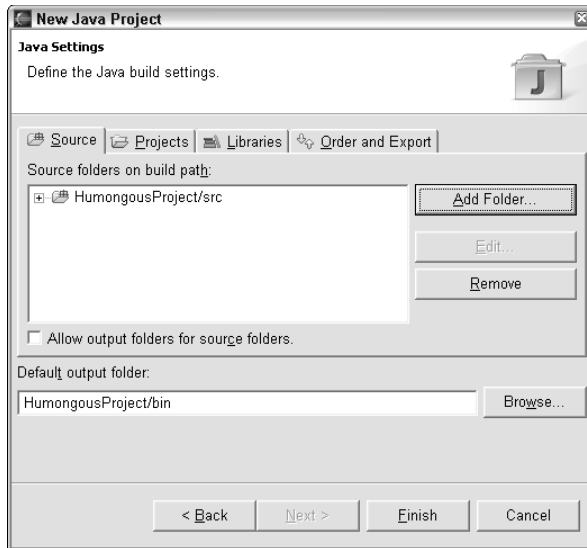 New Java Project
Java Settings
Define the Java build settings.
J
Source Projects Libraries Order and Export
Source folders on build path:
HumongousProject/src
Add Folder...
Edit...
Remove
Allow output folders for source folders.
Default output folder:
HumongousProject/bin
Browse...
< Back Next > Finish Cancel